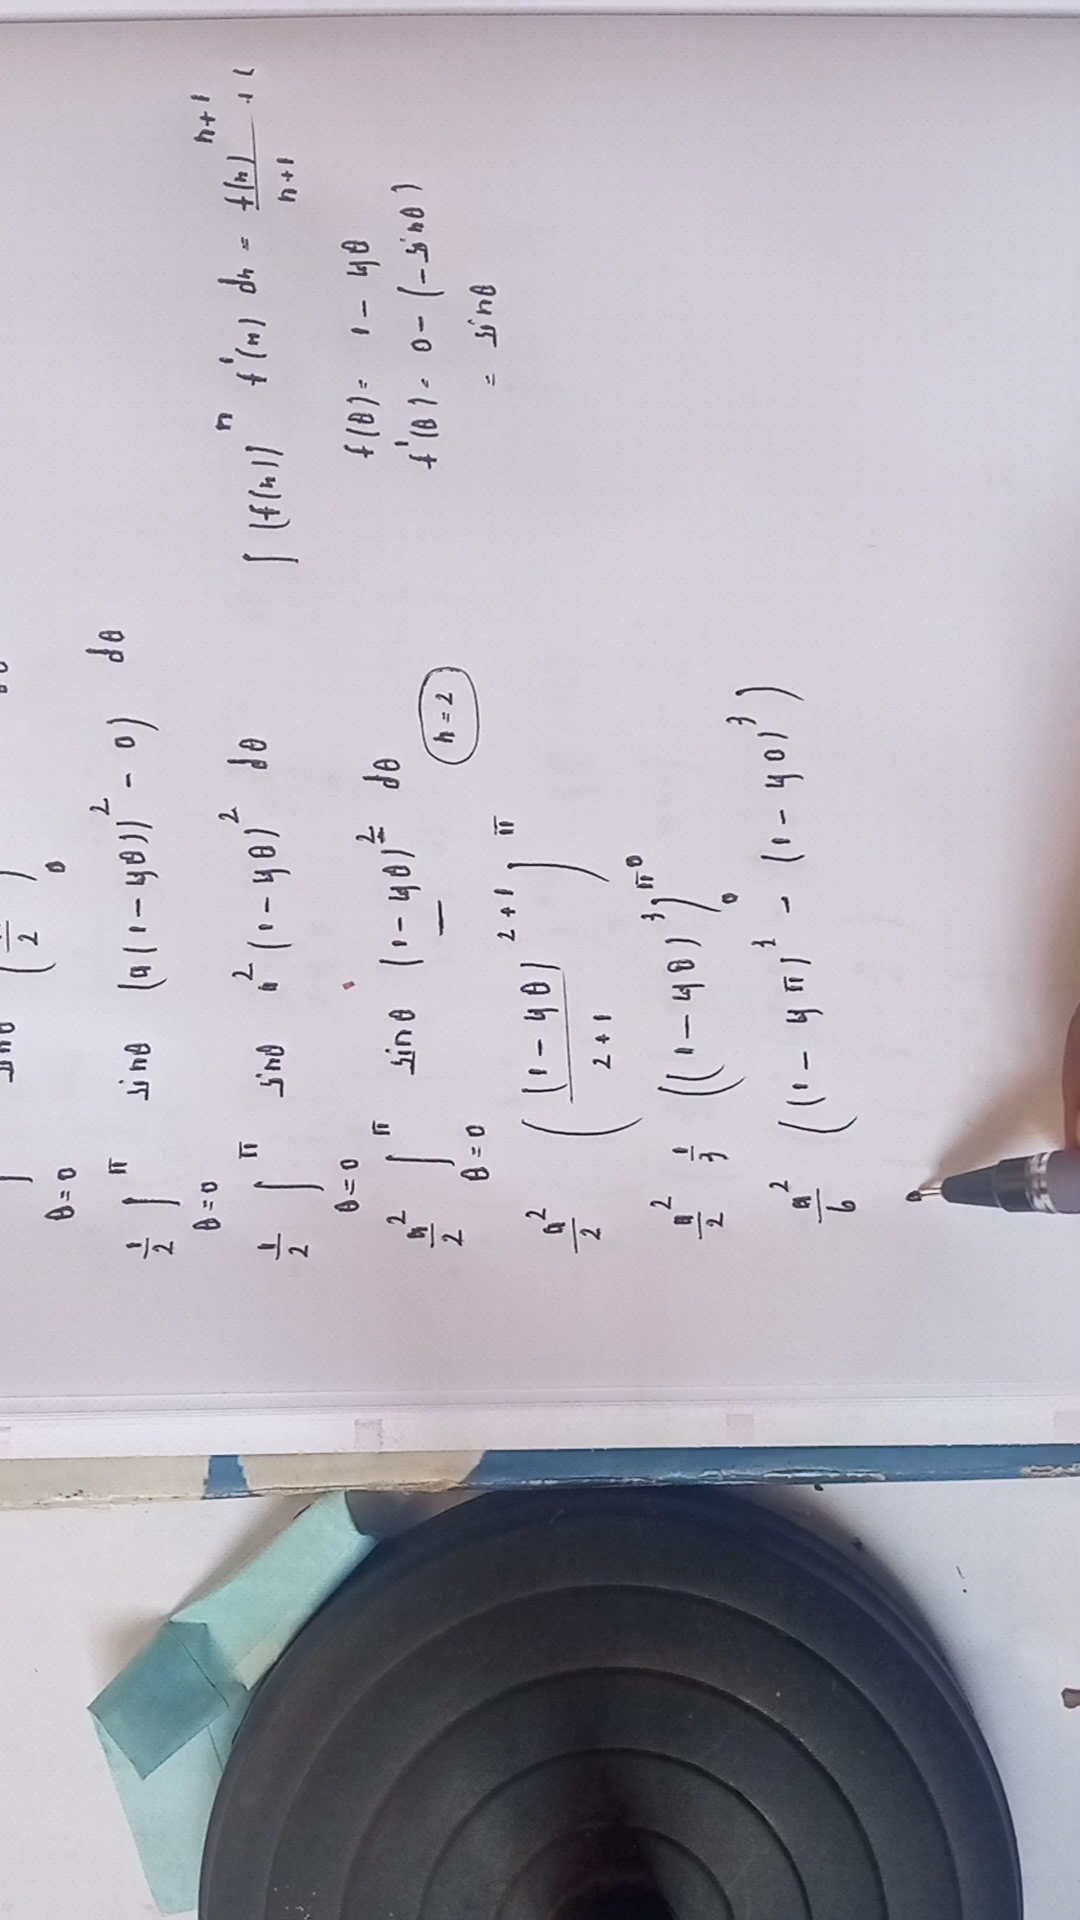 θ=0
1/2 ∫ π θ=0 sinθ (a(1-cosθ))² - 0) dθ
1/2 ∫ π θ=0 sinθ a² (1-cosθ)² dθ
a²/2 ∫ π θ=0 sinθ (1-cosθ)² dθ
n=2
a²/2 ( (1-cosθ)²⁺¹ / 2+1 ) π
a²/2 1/3 ((1-cosθ)³) π 0 0
a²/6 ((1-cosπ)³ - (1-cos0)³)
∫ (f(x))ⁿ f'(x) dx = f(x)ⁿ⁺¹ / n+1 + c
f(θ) = 1 - cosθ
f'(θ) = 0 - (-sinθ)
= sinθ